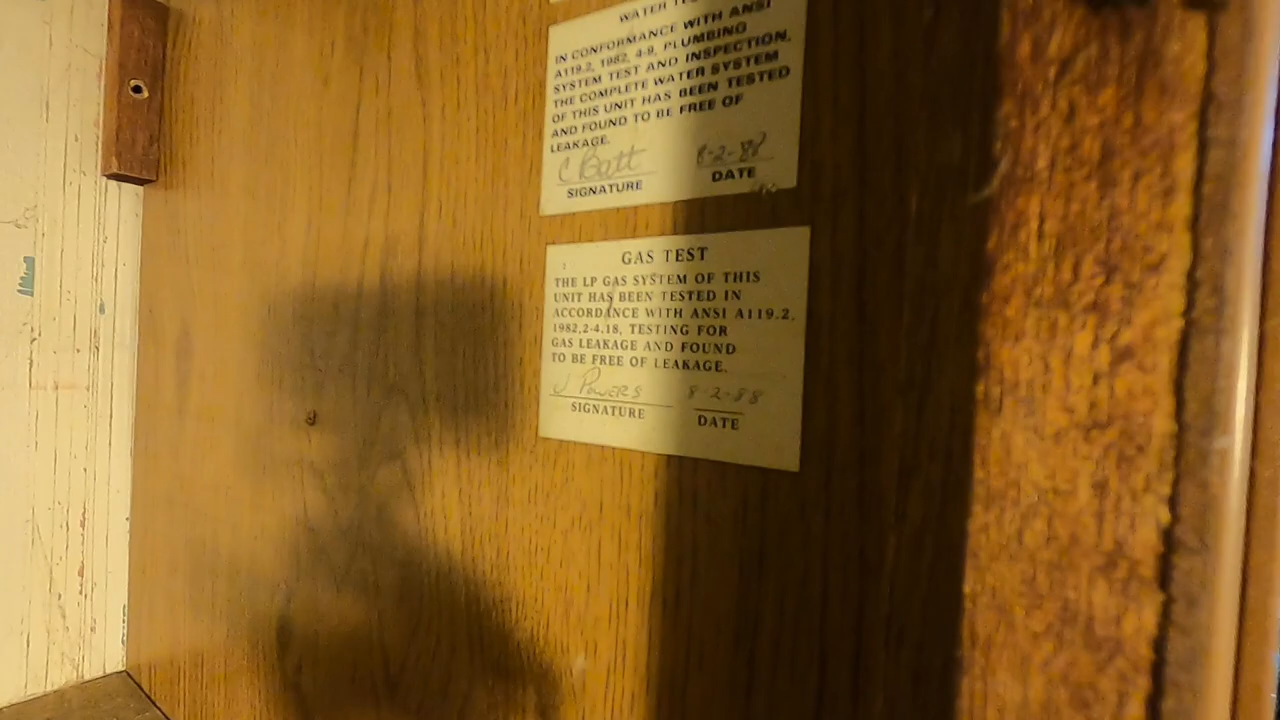 WATER TES
IN CONFORMANCE WITH ANSI
A119.2, 1982, 4-9, PLUMBING
SYSTEM TEST AND INSPECTION,
THE COMPLETE WATER SYSTEM
OF THIS UNIT HAS BEEN TESTED
AND FOUND TO BE FREE OF
LEAKAGE.
C Batt 8-2-88
SIGNATURE DATE
GAS TEST
THE LP GAS SYSTEM OF THIS
UNIT HAS BEEN TESTED IN
ACCORDANCE WITH ANSI A119.2,
1982,2-4.18, TESTING FOR
GAS LEAKAGE AND FOUND
TO BE FREE OF LEAKAGE.
J Powers 8-2-88
SIGNATURE DATE